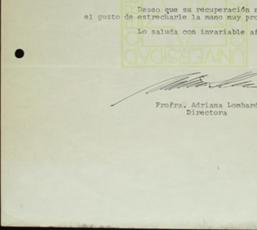 Deseo que su recuperación
el gusto de estrecharle la mano muy
Lo saluda con invariable
UNIVERSIDAD
Profra. Adriana Lombard
Directora